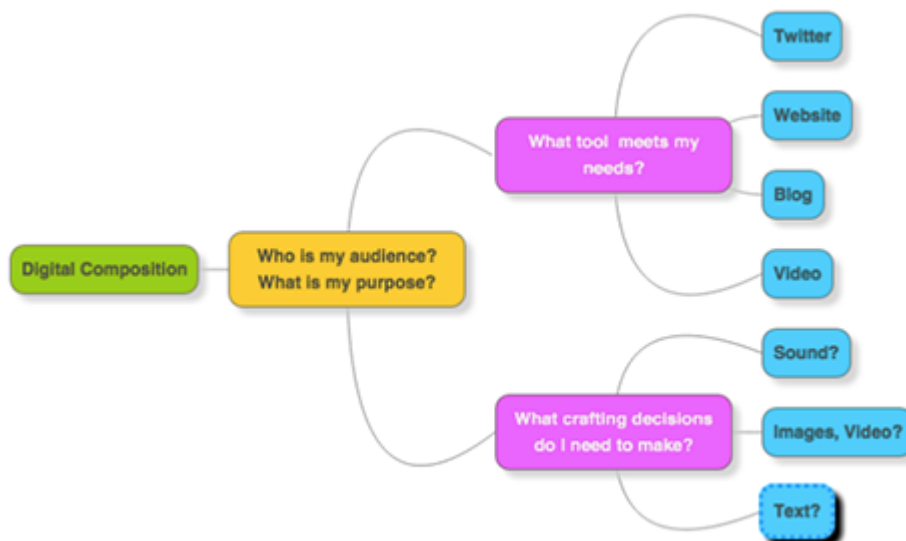 Digital Composition
Who is my audience?
What is my purpose?
What tool meets my
needs?
Twitter
Website
Blog
Video
What crafting decisions
do I need to make?
Sound?
Images, Video?
Text?